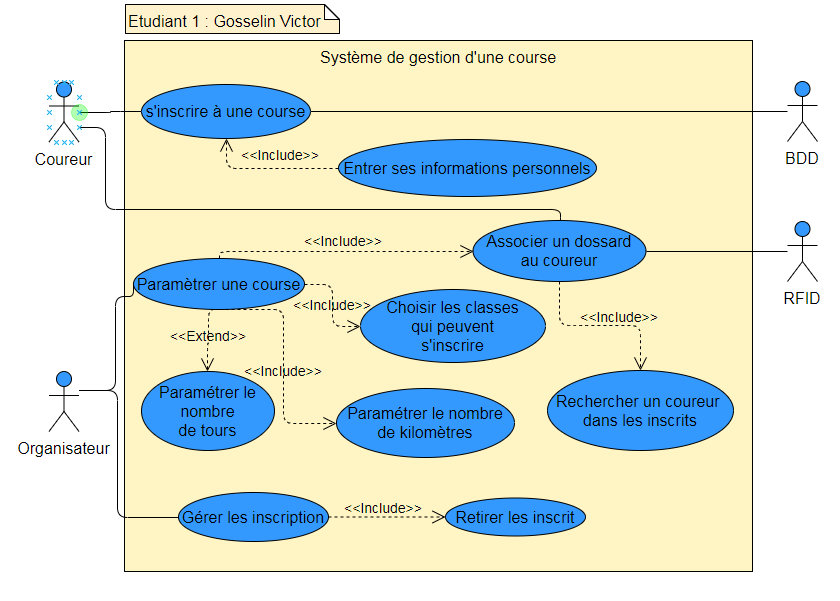 Etudiant 1 : Gosselin Victor
Système de gestion d'une course
s'inscrire à une course
Coureur
BDD
<<Include>>
Entrer ses informations personnels
<<Include>>
Associer un dossard
au coureur
RFID
Paramètrer une course
<<Include>>
Choisir les classes
qui peuvent
s'inscrire
<<Include>>
<<Extend>>
<<Include>>
Paramétrer le
nombre
de tours
Paramétrer le nombre
de kilomètres
Rechercher un coureur
dans les inscrits
Organisateur
Gérer les inscription
<<Include>>
Retirer les inscrit